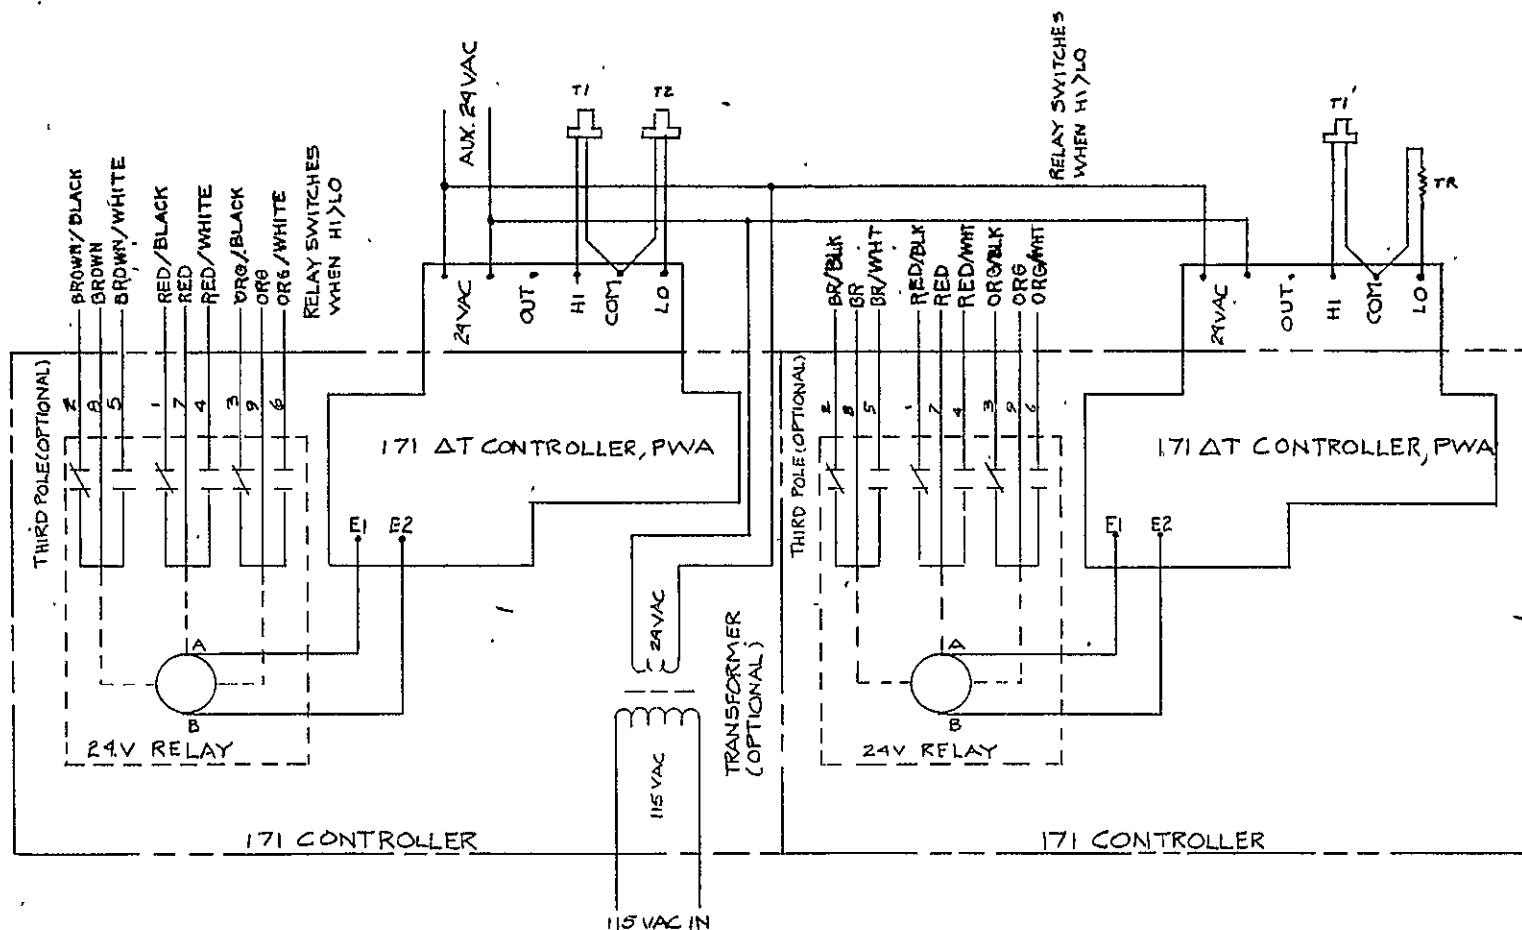 BROWN/BLACK
BROWN
BROWN/WHITE
RED/BLACK
RED
RED/WHITE
ORG/BLACK
ORG
ORG/WHITE
RELAY SWITCHES
WHEN HI>LO
AUX. 24VAC
T1
T2
RELAY SWITCHES
WHEN HI>LO
T1'
TR
24VAC
OUT.
HI
COM.
LO
BR/BLK
BR
BR/WHT
RED/BLK
RED
RED/WHT
ORG/BLK
ORG
ORG/WHT
24VAC
OUT.
HI
COM
LO
THIRD POLE (OPTIONAL)
2
8
5
1
7
4
3
9
6
171 ΔT CONTROLLER, PWA
E1
E2
THIRD POLE (OPTIONAL)
2
8
5
1
7
4
3
9
6
171 ΔT CONTROLLER, PWA
E1
E2
A
B
24V RELAY
24VAC
TRANSFORMER
(OPTIONAL)
115 VAC
A
B
24V RELAY
171 CONTROLLER
171 CONTROLLER
115 VAC IN